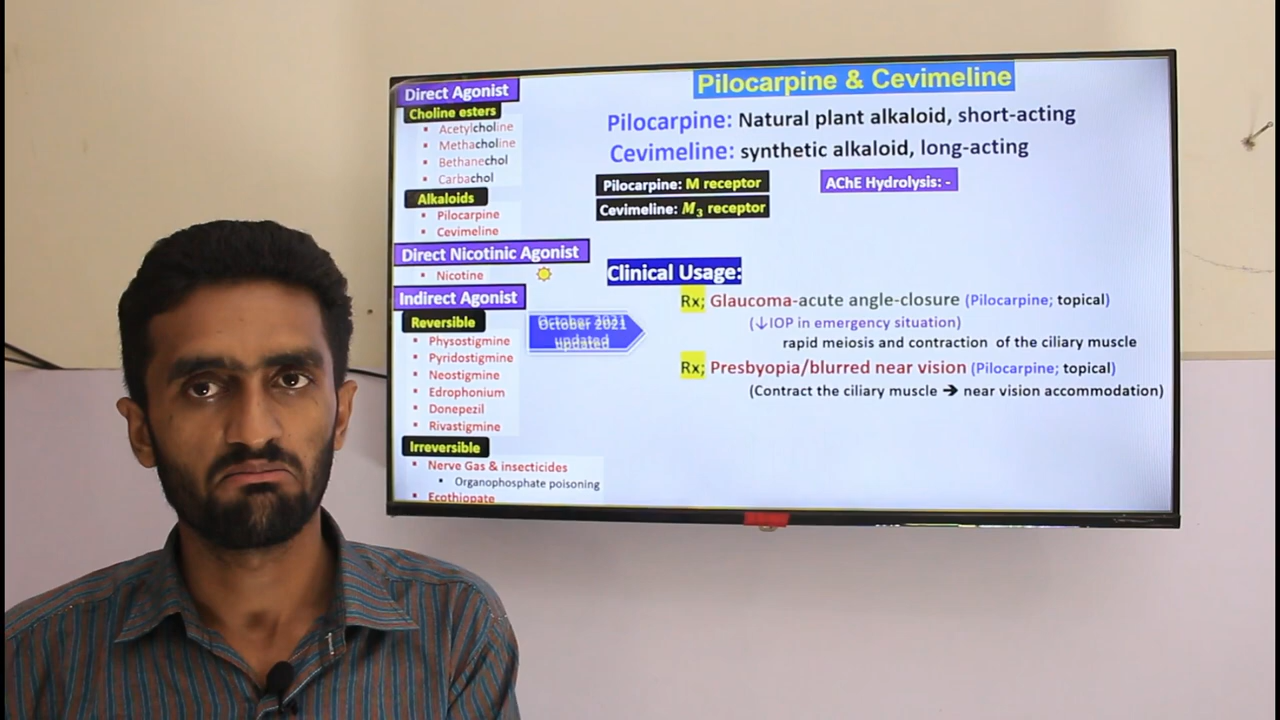 Direct Agonist
Choline esters
Acetylcholine
Methacholine
Bethanechol
Carbachol
Alkaloids
Pilocarpine
Cevimeline
Direct Nicotinic Agonist
Nicotine
Indirect Agonist
Reversible
Physostigmine
Pyridostigmine
Neostigmine
Edrophonium
Donepezil
Rivastigmine
Irreversible
Nerve Gas & insecticides
Organophosphate poisoning
Ecothiopate
October 2021
updated
Pilocarpine & Cevimeline
Pilocarpine: Natural plant alkaloid, short-acting
Cevimeline: synthetic alkaloid, long-acting
Pilocarpine: M receptor
Cevimeline: M₃ receptor
AChE Hydrolysis: -
Clinical Usage:
Rx; Glaucoma-acute angle-closure (Pilocarpine; topical)
(↓IOP in emergency situation)
rapid meiosis and contraction of the ciliary muscle
Rx; Presbyopia/blurred near vision (Pilocarpine; topical)
(Contract the ciliary muscle ➔ near vision accommodation)